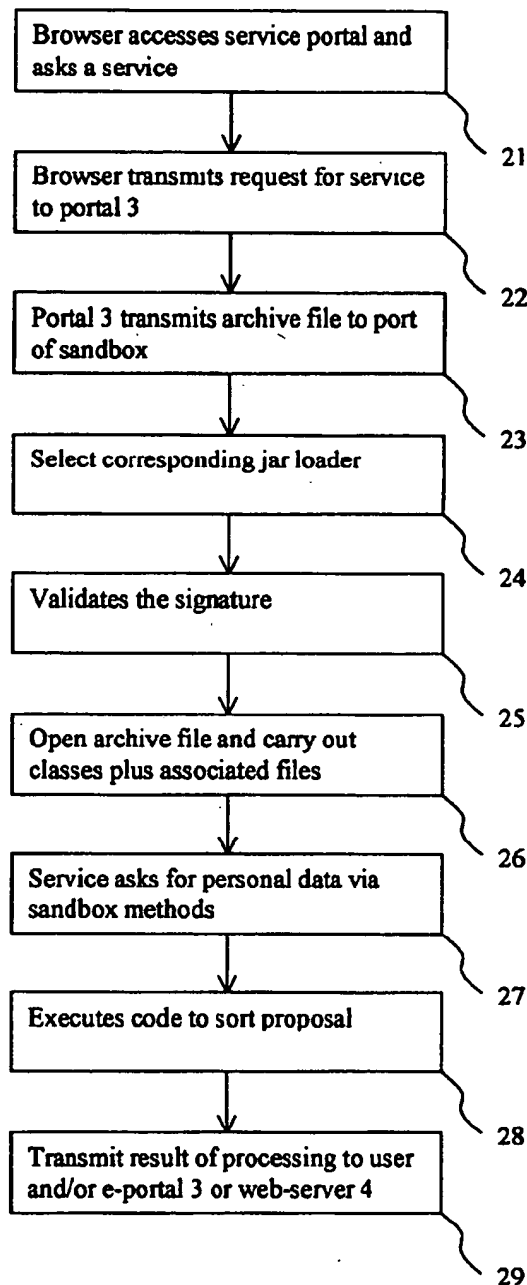 Browser accesses service portal and
asks a service
21
Browser transmits request for service
to portal 3
22
Portal 3 transmits archive file to port
of sandbox
23
Select corresponding jar loader
24
Validates the signature
25
Open archive file and carry out
classes plus associated files
26
Service asks for personal data via
sandbox methods
27
Executes code to sort proposal
28
Transmit result of processing to user
and/or e-portal 3 or web-server 4
29